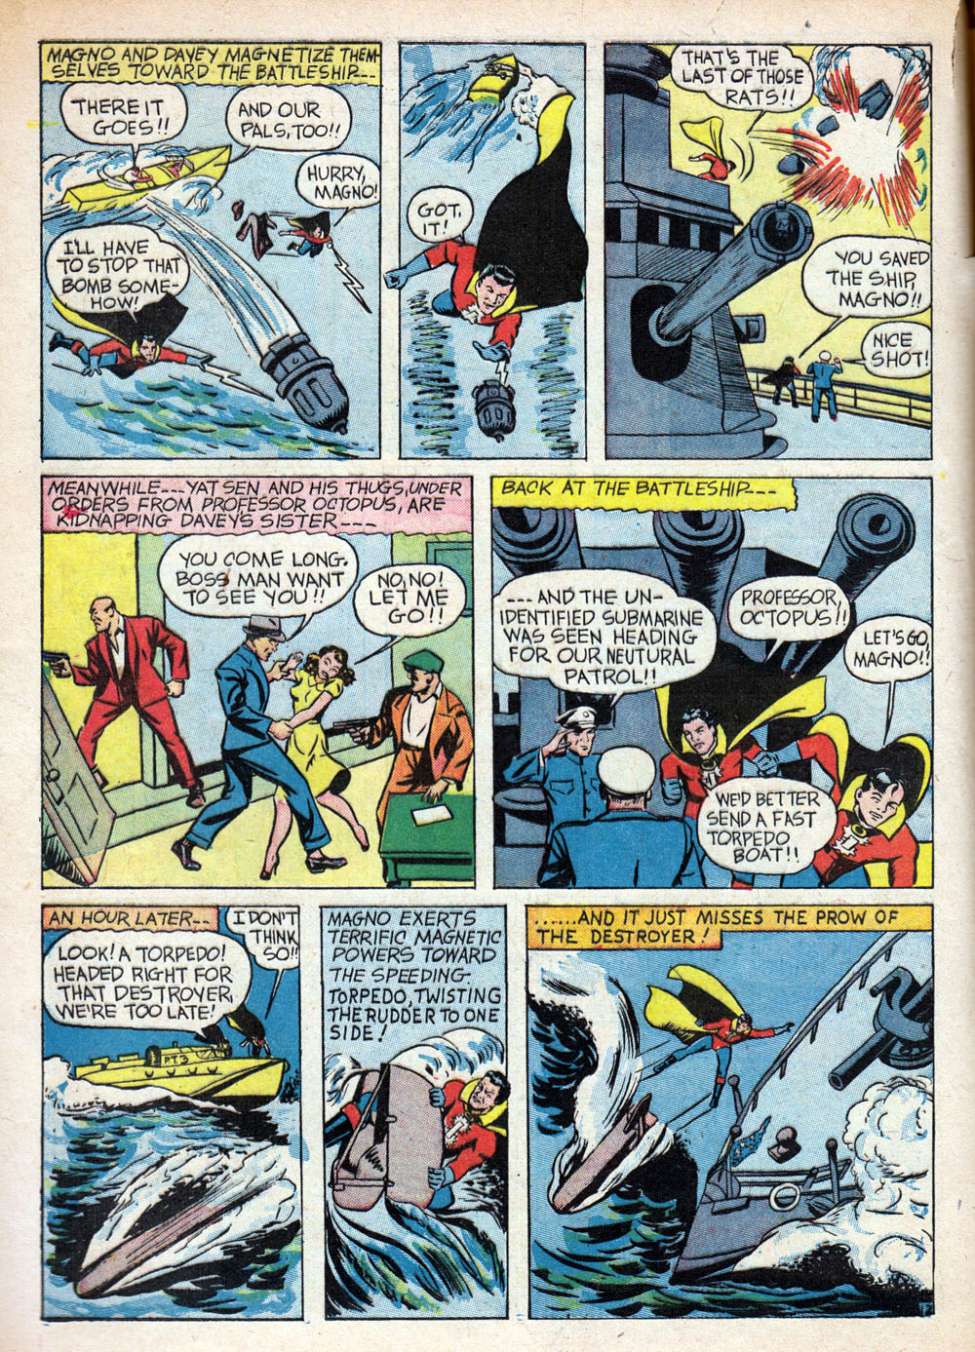 MAGNO AND DAVEY MAGNETIZE THEM-
SELVES TOWARD THE BATTLESHIP---
THERE IT
GOES!!
AND OUR
PALS, TOO!!
HURRY,
MAGNO!
I'LL HAVE
TO STOP THAT
BOMB SOME-
HOW!
GOT,
IT!
THAT'S THE
LAST OF THOSE
RATS!!
YOU SAVED
THE SHIP,
MAGNO!!
NICE
SHOT!
MEANWHILE---YAT SEN AND HIS THUGS, UNDER
ORDERS FROM PROFESSOR OCTOPUS, ARE
KIDNAPPING DAVEY'S SISTER---
YOU COME LONG.
BOSS MAN WANT
TO SEE YOU!!
NO, NO!
LET ME
GO!!
BACK AT THE BATTLESHIP---
---AND THE UN-
IDENTIFIED SUBMARINE
WAS SEEN HEADING
FOR OUR NEUTURAL
PATROL!!
PROFESSOR,
OCTOPUS!!
LET'S GO,
MAGNO!!
WE'D BETTER
SEND A FAST
TORPEDO
BOAT!!
AN HOUR LATER--
LOOK! A TORPEDO!
HEADED RIGHT FOR
THAT DESTROYER,
WE'RE TOO LATE!
I DON'T
THINK
SO!!
PT3
MAGNO EXERTS
TERRIFIC MAGNETIC
POWERS TOWARD
THE SPEEDING
TORPEDO, TWISTING
THE RUDDER TO ONE
SIDE!
......AND IT JUST MISSES THE PROW OF
THE DESTROYER!